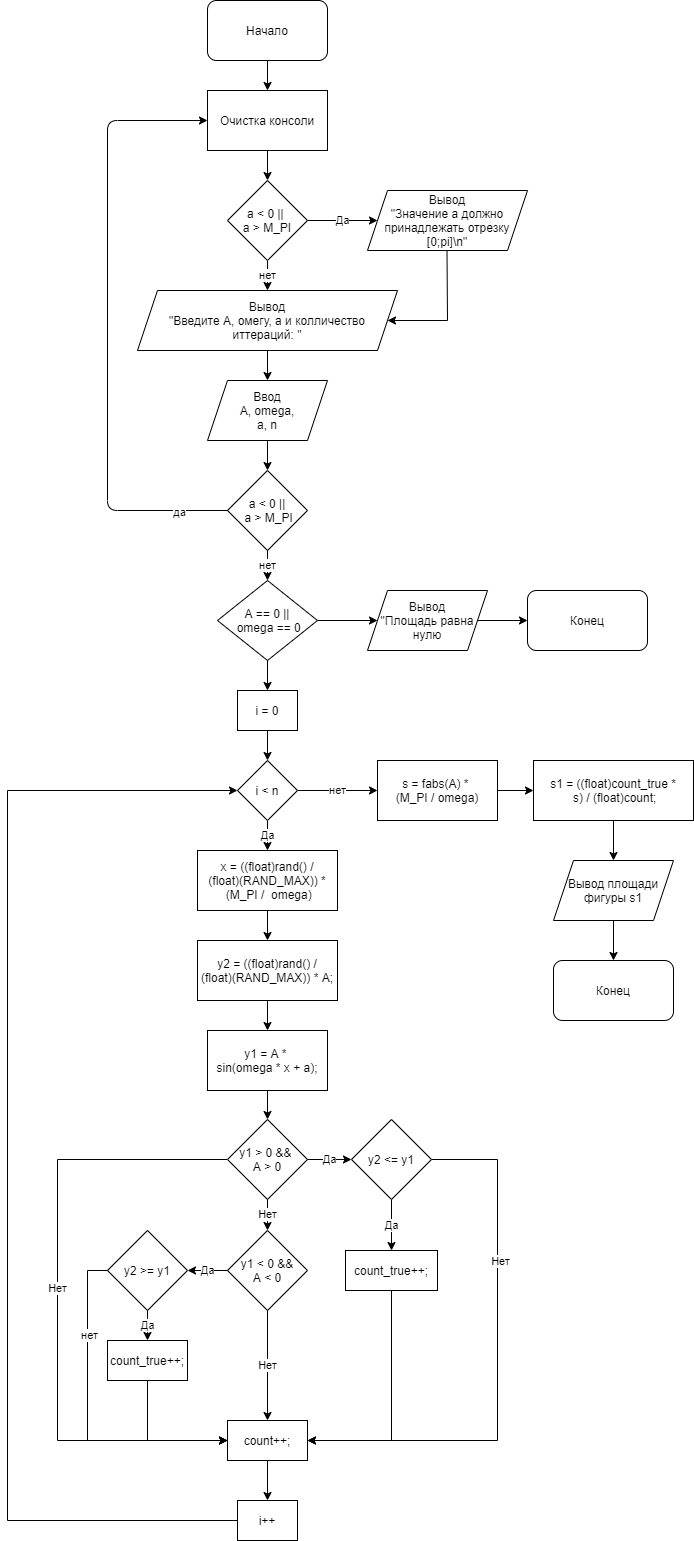 Начало
Очистка консоли
a < 0 ||
a > M_PI
Да
Вывод
"Значение а должно
принадлежать отрезку
[0;pi]\n"
нет
Вывод
"Введите А, омегу, а и колличество
иттераций: "
Ввод
A, omega,
a, n
a < 0 ||
a > M_PI
да
нет
A == 0 ||
omega == 0
Вывод
"Площадь равна
нулю
Конец
i = 0
i < n
нет
s = fabs(A) *
(M_PI / omega)
s1 = ((float)count_true *
s) / (float)count;
Да
x = ((float)rand() /
(float)(RAND_MAX)) *
(M_PI / omega)
Вывод площади
фигуры s1
y2 = ((float)rand() /
(float)(RAND_MAX)) * A;
Конец
y1 = A *
sin(omega * x + a);
y1 > 0 &&
A > 0
Да
y2 <= y1
Нет
Да
y2 >= y1
Да
y1 < 0 &&
A < 0
count_true++;
Нет
Нет
Да
нет
count_true++;
Нет
count++;
i++